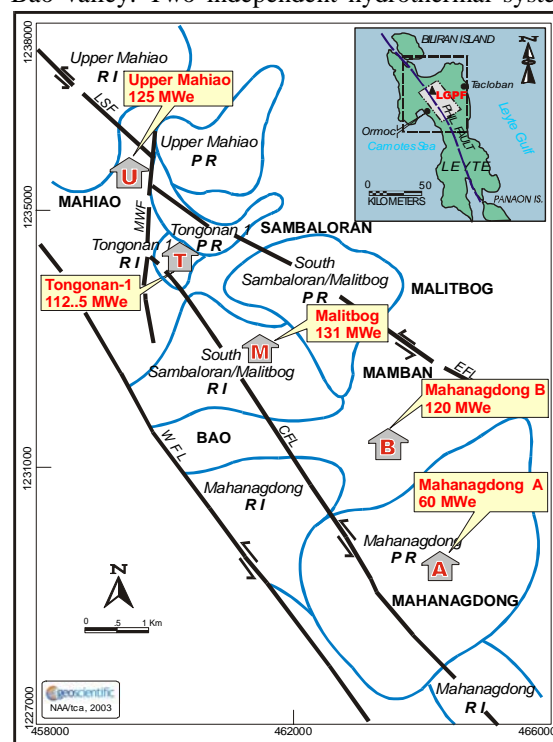 Bao valley. Two independent hydrothermal syste
1238000
1235000
1231000
1227000
458000
462000
466000
Upper Mahiao
R I
LSF
Upper Mahiao
125 MWe
Upper Mahiao
P R
U
MAHIAO
MWF
Tongonan 1
P R
SAMBALORAN
Tongonan 1
R I
T
Tongonan-1
112..5 MWe
South
Sambaloran/Malitbog
P R
MALITBOG
Malitbog
131 MWe
M
South
Sambaloran/Malitbog
R I
MAMBAN
EFL
Mahanagdong B
120 MWe
B
BAO
CFL
W F L
Mahanagdong
R I
Mahanagdong A
60 MWe
Mahanagdong
P R
A
MAHANAGDONG
Mahanagdong
R I
N
0 .5 1 Km
geoscientific
NAA/tca, 2003
BILIRAN ISLAND
N
Tacloban
LGPF
PHIL FAULT
Ormoc
Camotes Sea
Leyte Gulf
LEYTE
0 50
KILOMETERS
PANAON IS.